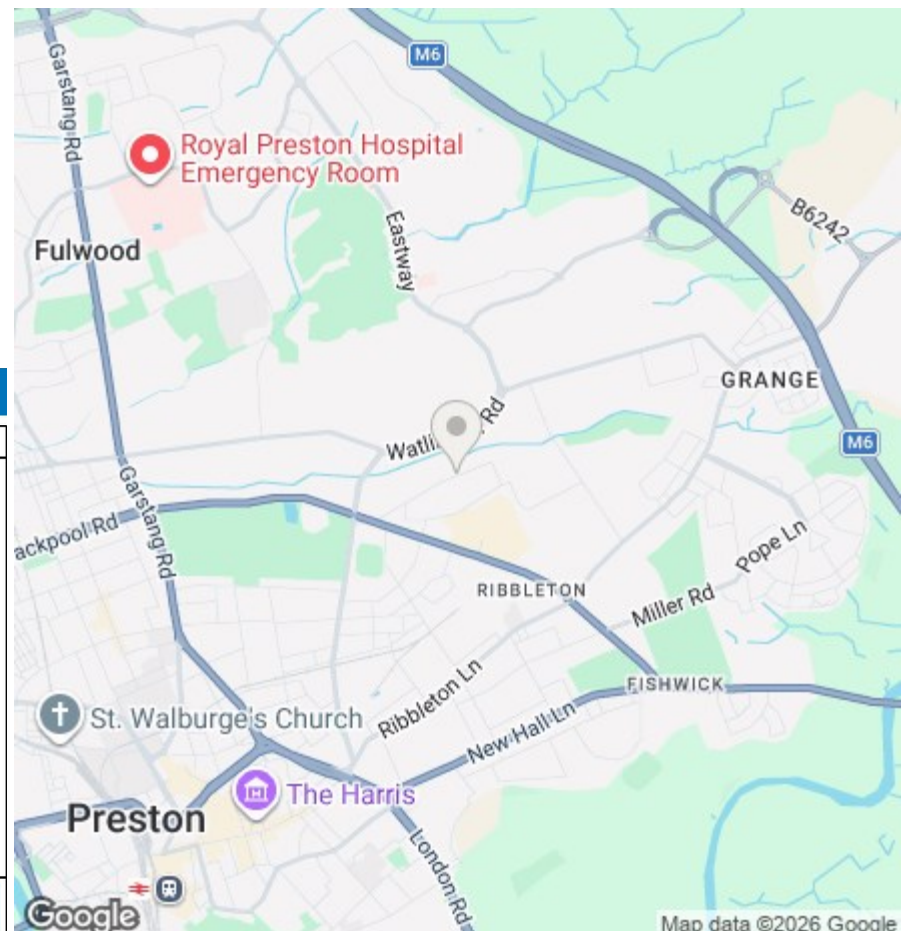 Garstang Rd
M6
Royal Preston Hospital
Emergency Room
Fulwood
Eastway
B6242
GRANGE
Rd
M6
Garstang Rd
ackpool Rd
Pope Ln
RIBBLETON
Miller Rd
FISHWICK
Ribbleton Ln
St. Walburge's Church
New Hall Ln
The Harris
Preston
London Rd
Google
Map data ©2026 Google